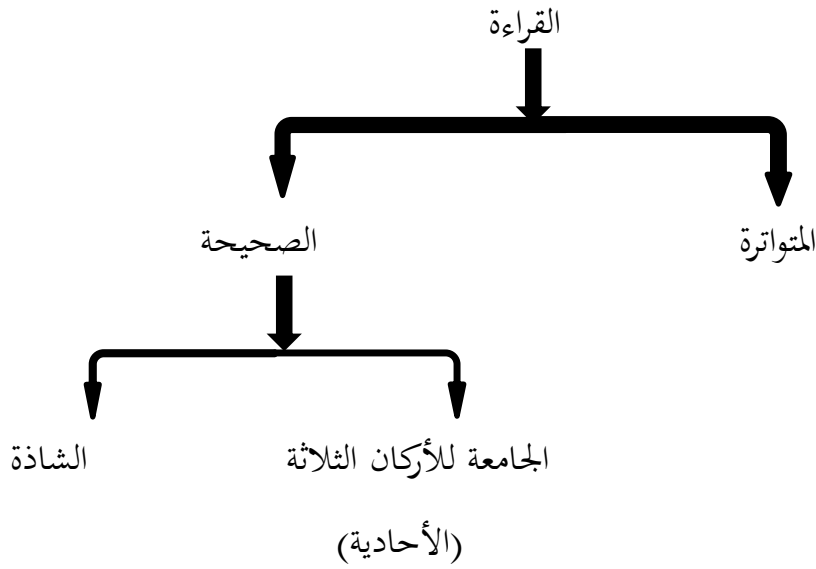 القراءة
المتواترة
الصحيحة
الجامعة للأركان الثلاثة
الشاذة
(الأحادية)